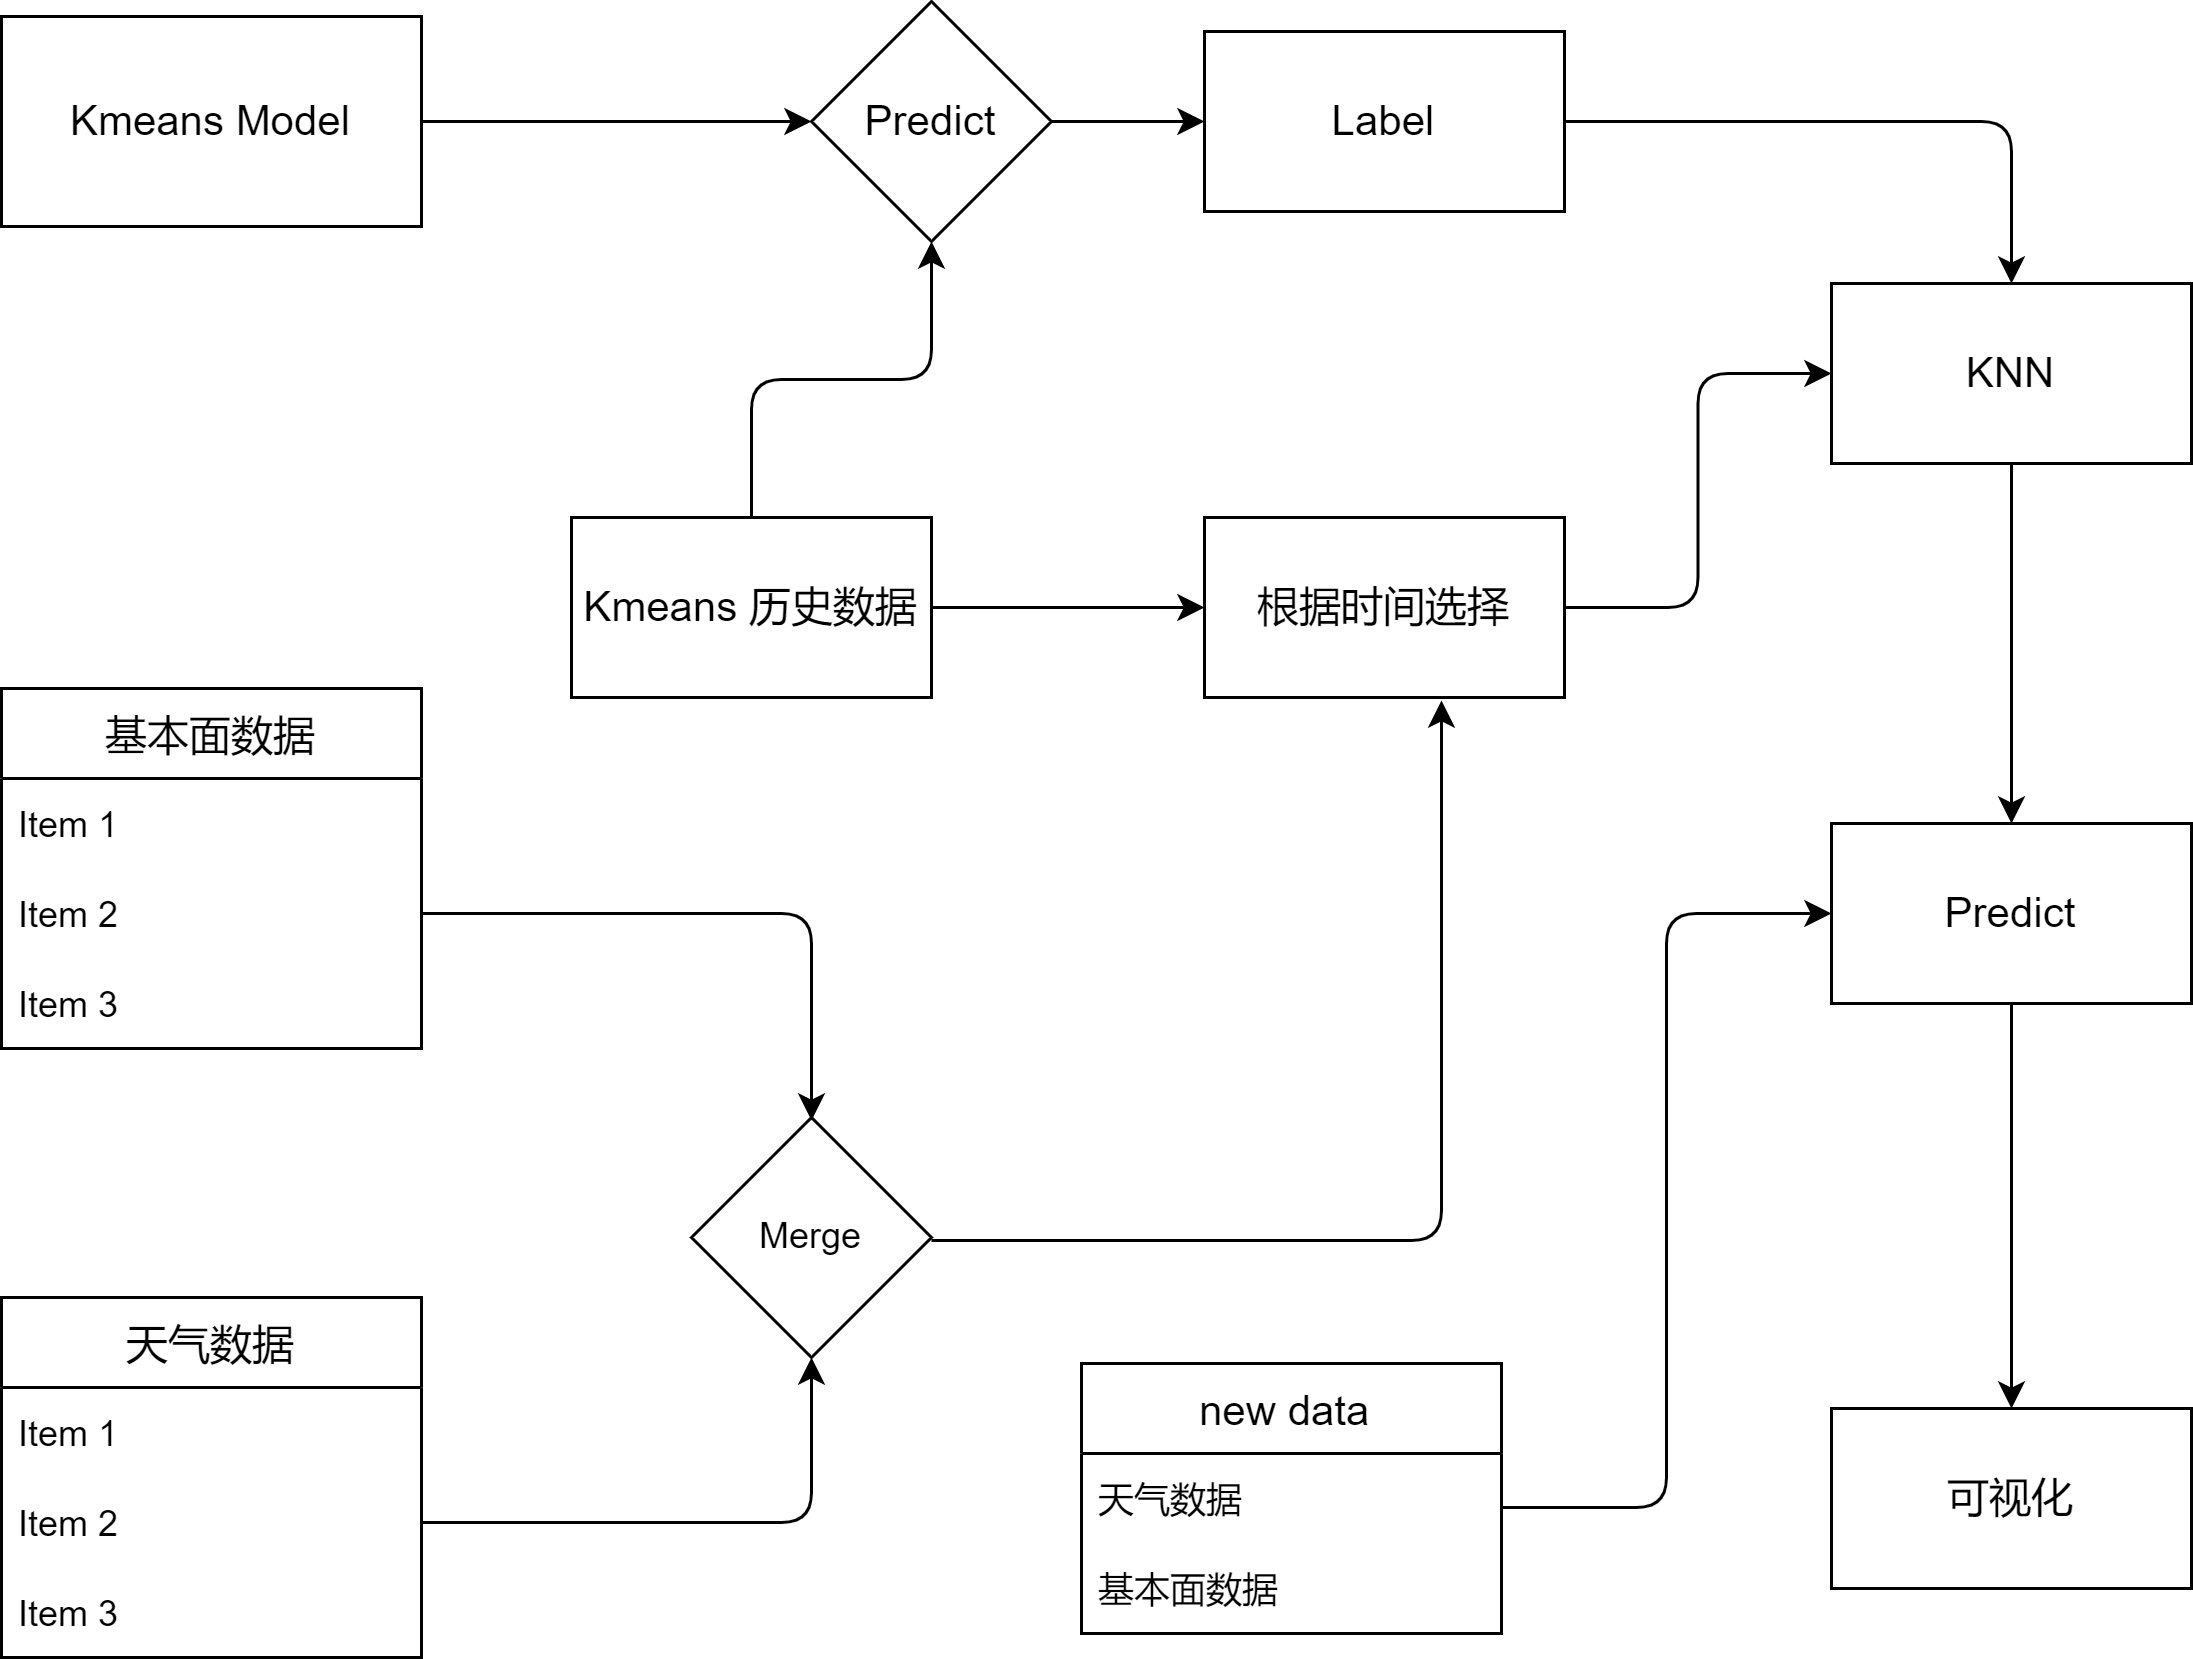 Kmeans Model
Predict
Label
KNN
Kmeans 历史数据
根据时间选择
基本面数据
Item 1
Item 2
Item 3
Predict
Merge
天气数据
Item 1
Item 2
Item 3
new data
天气数据
基本面数据
可视化